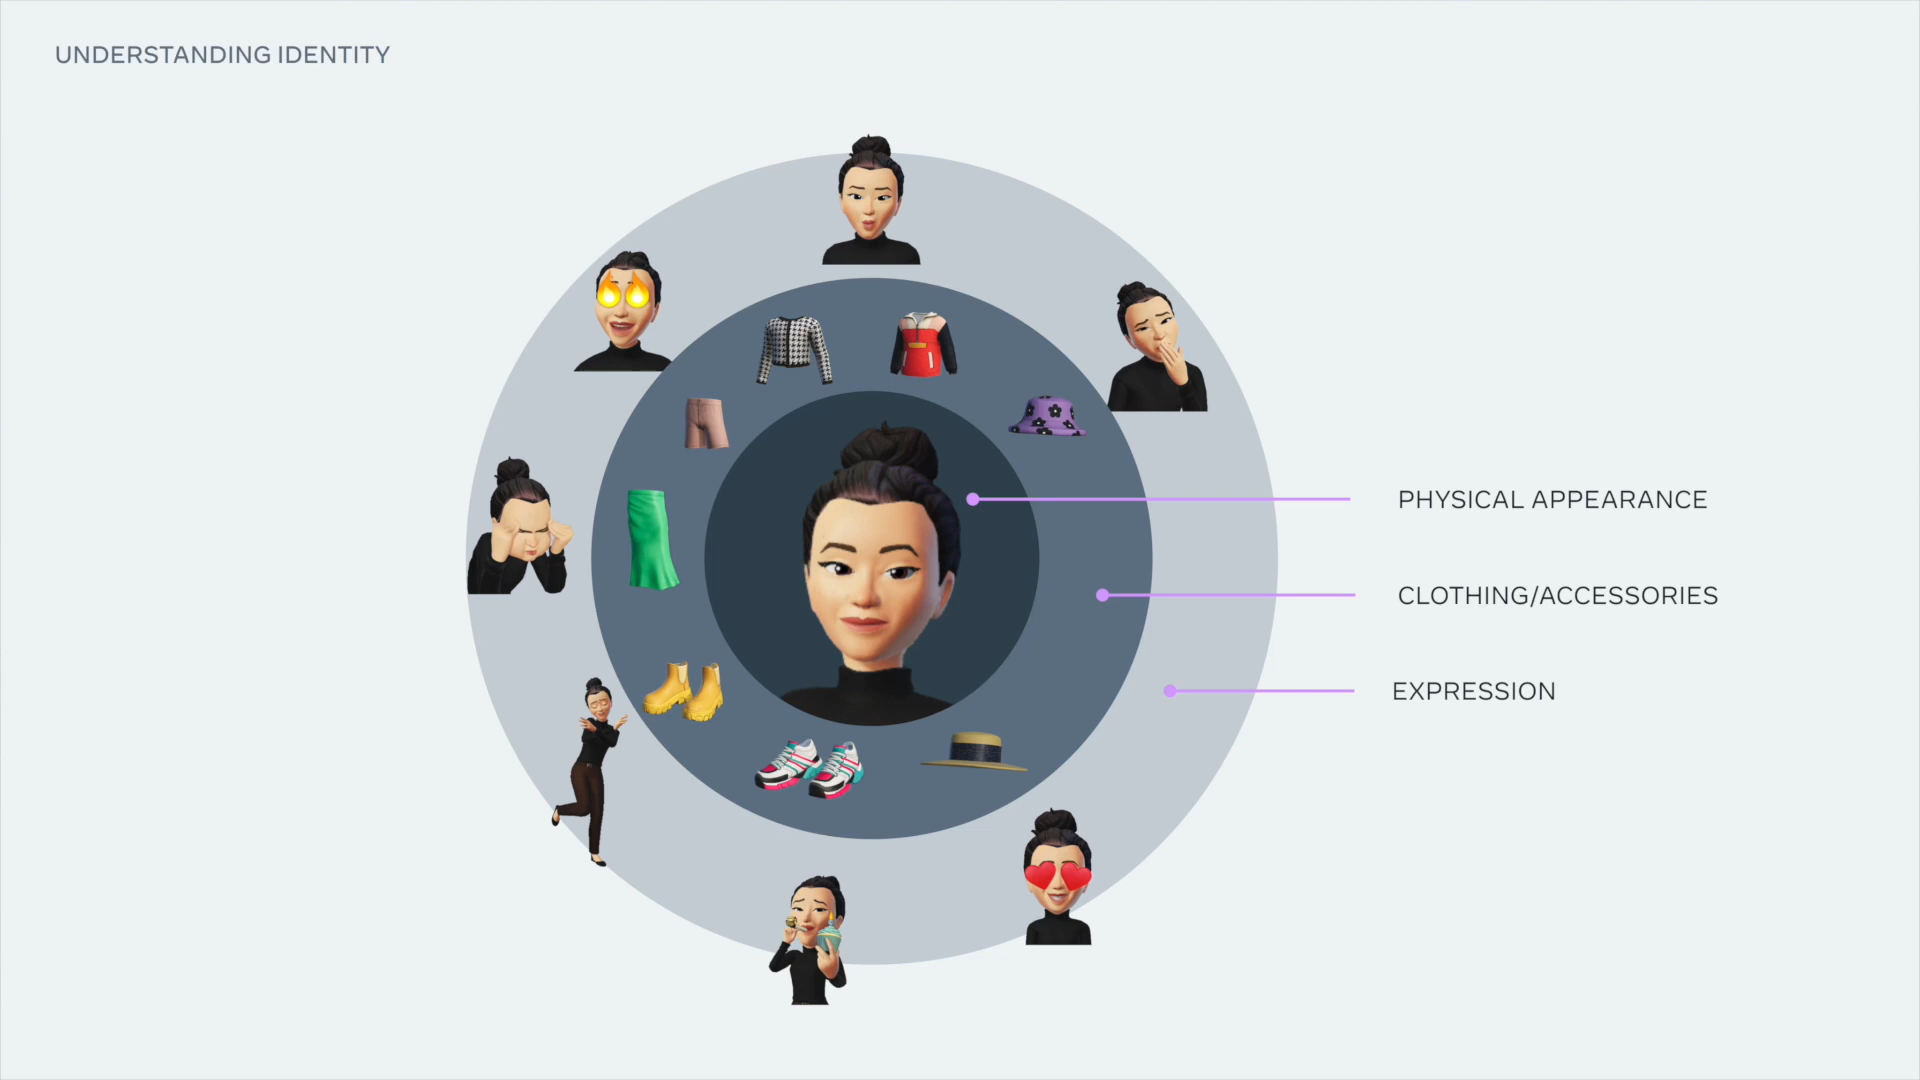 UNDERSTANDING IDENTITY
PHYSICAL APPEARANCE
CLOTHING/ACCESSORIES
EXPRESSION